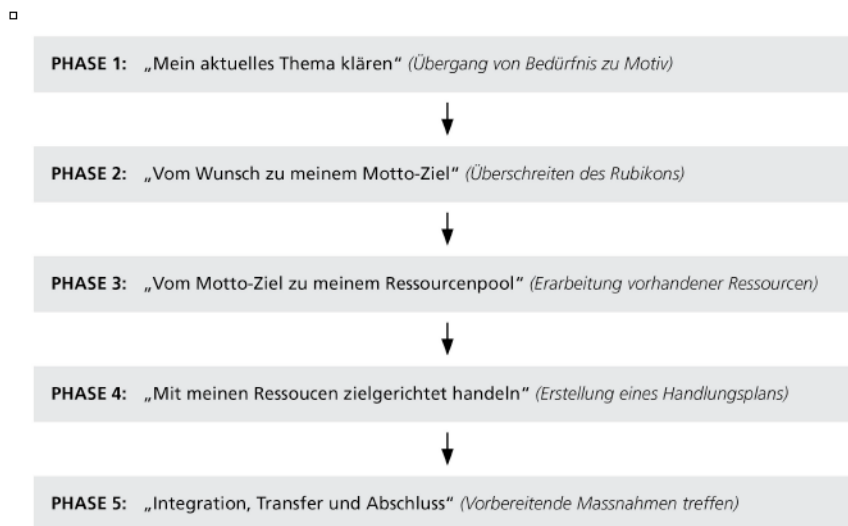 PHASE 1: „Mein aktuelles Thema klären“ (Übergang von Bedürfnis zu Motiv)
PHASE 2: „Vom Wunsch zu meinem Motto-Ziel“ (Überschreiten des Rubikons)
PHASE 3: „Vom Motto-Ziel zu meinem Ressourcenpool“ (Erarbeitung vorhandener Ressourcen)
PHASE 4: „Mit meinen Ressoucen zielgerichtet handeln“ (Erstellung eines Handlungsplans)
PHASE 5: „Integration, Transfer und Abschluss“ (Vorbereitende Massnahmen treffen)